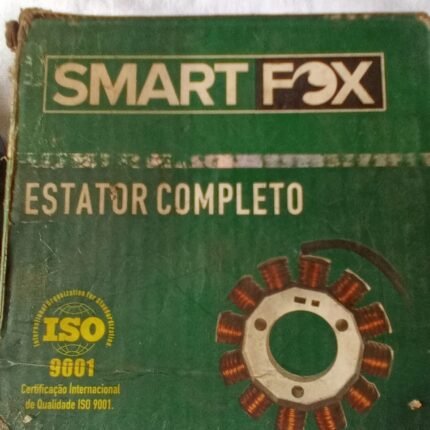 SMART FOX
ESTATOR COMPLETO
International Organization for Standardization
ISO
9001
Certificação Internacional
de Qualidade ISO 9001.